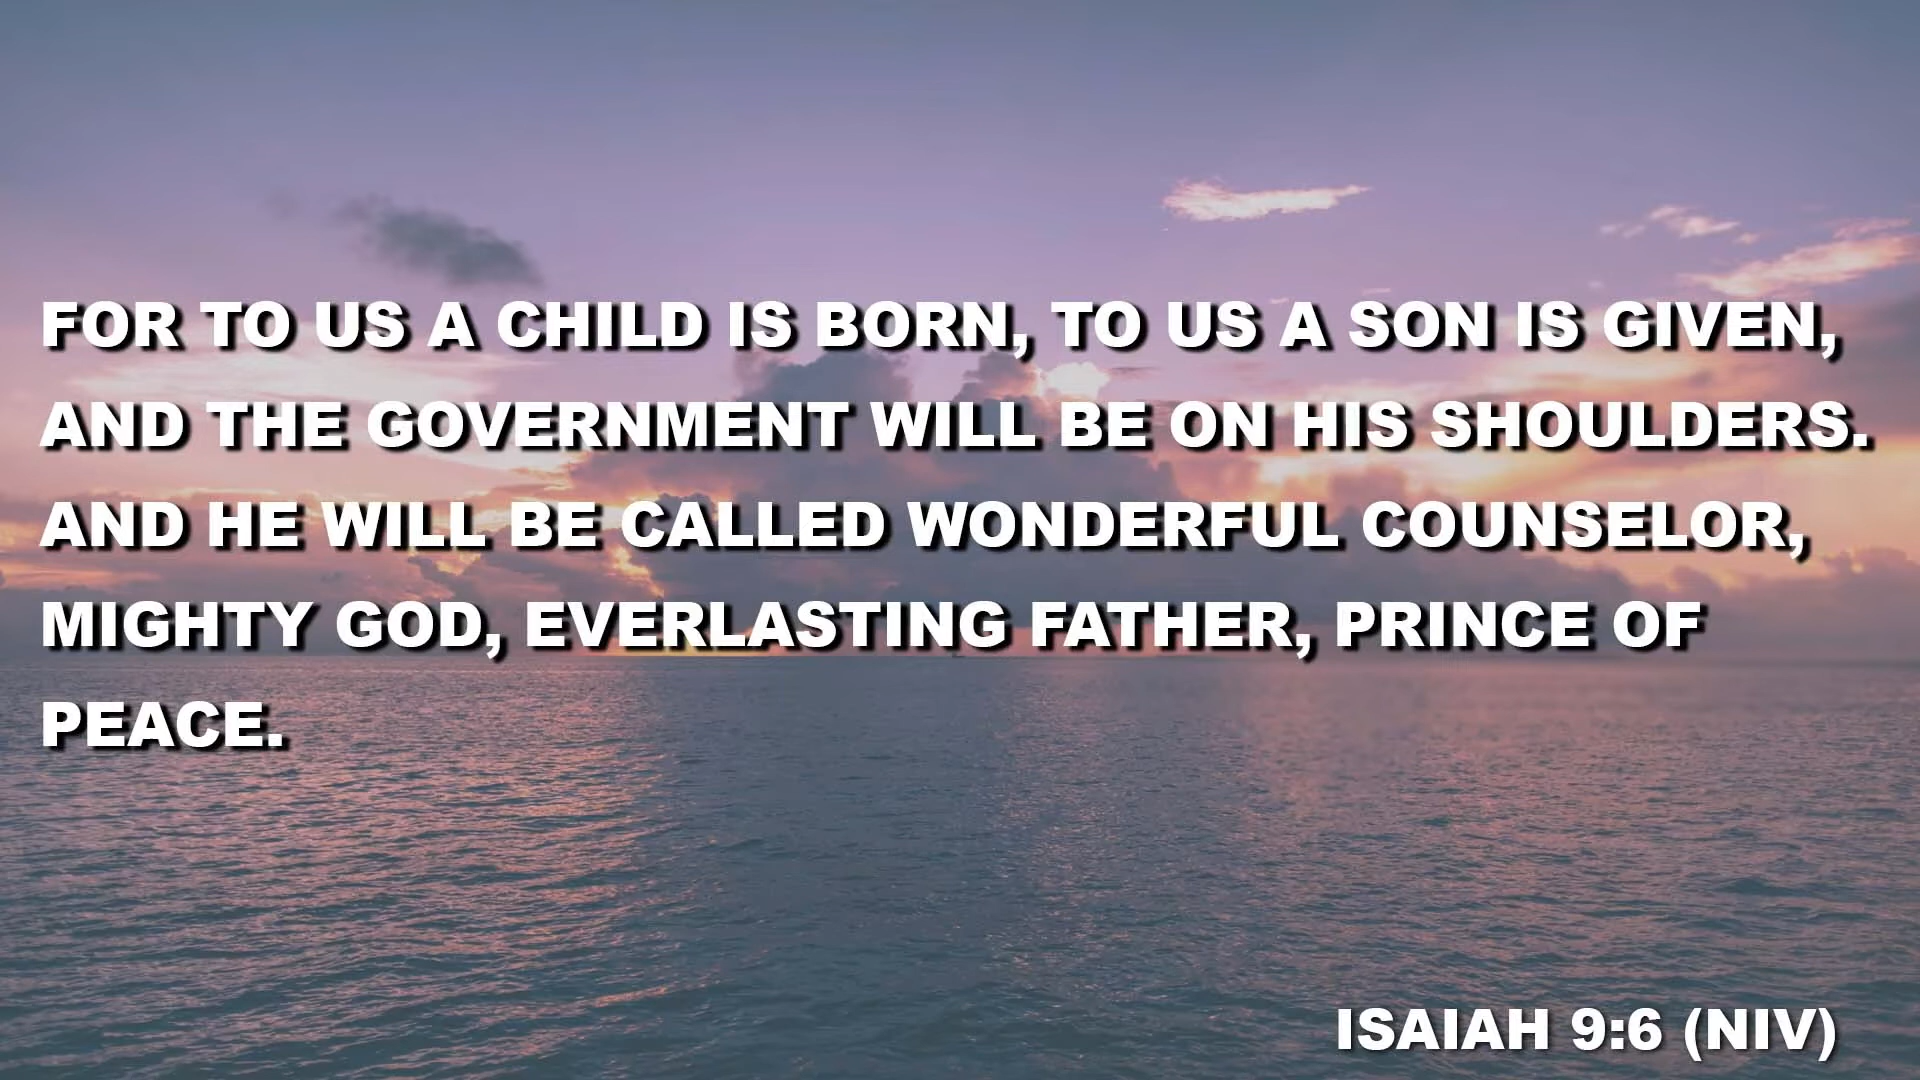 FOR TO US A CHILD IS BORN, TO US A SON IS GIVEN,
AND THE GOVERNMENT WILL BE ON HIS SHOULDERS.
AND HE WILL BE CALLED WONDERFUL COUNSELOR,
MIGHTY GOD, EVERLASTING FATHER, PRINCE OF
PEACE.
ISAIAH 9:6 (NIV)